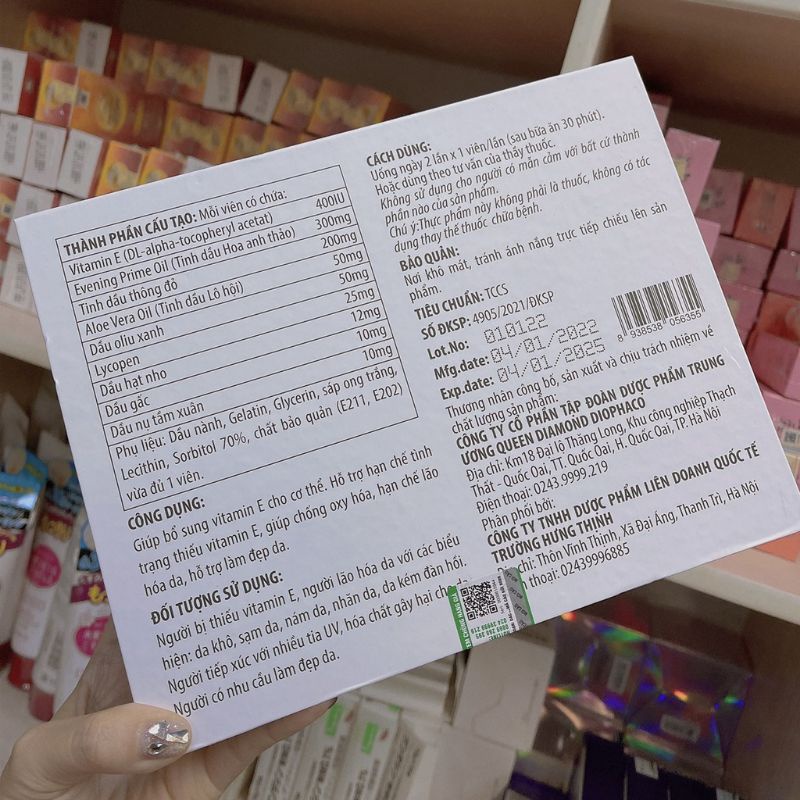 THÀNH PHẦN CẤU TẠO: Mỗi viên có chứa:
Vitamin E (DL-alpha-tocopheryl acetat) 400IU
Evening Prime Oil (Tinh dầu Hoa anh thảo) 300mg
Tinh dầu thông đỏ 200mg
Aloe Vera Oil (Tinh dầu Lô hội) 50mg
Dầu oliu xanh 50mg
Lycopen 25mg
Dầu hạt nho 12mg
Dầu gấc 10mg
Dầu nụ tầm xuân 10mg
Phụ liệu: Dầu nành, Gelatin, Glycerin, sáp ong trắng,
Lecithin, Sorbitol 70%, chất bảo quản (E211, E202)
vừa đủ 1 viên.
CÔNG DỤNG:
Giúp bổ sung vitamin E cho cơ thể. Hỗ trợ hạn chế tình
trạng thiếu vitamin E, giúp chống oxy hóa, hạn chế lão
hóa da, hỗ trợ làm đẹp da.
ĐỐI TƯỢNG SỬ DỤNG:
Người bị thiếu vitamin E, người lão hóa da với các biểu
hiện: da khô, sạm da, nám da, nhăn da, da kém đàn hồi.
Người tiếp xúc với nhiều tia UV, hóa chất gây hại cho
Người có nhu cầu làm đẹp da.
CÁCH DÙNG:
Uống ngày 2 lần x 1 viên/lần (sau bữa ăn 30 phút).
Hoặc dùng theo tư vấn của thầy thuốc.
Không sử dụng cho người có mẫn cảm với bất cứ thành
phần nào của sản phẩm.
Chú ý:Thực phẩm này không phải là thuốc, không có tác
dụng thay thế thuốc chữa bệnh.
BẢO QUẢN:
Nơi khô mát, tránh ánh nắng trực tiếp chiếu lên sản
phẩm.
TIÊU CHUẨN: TCCS
SỐ ĐKSP: 4905/2021/ĐKSP
Lot.No: 010122
Mfg.date: 04/01/2022
Exp.date: 04/01/2025
8 938538 056355
Thương nhân công bố, sản xuất và chịu trách nhiệm về
chất lượng sản phẩm:
CÔNG TY CỔ PHẦN TẬP ĐOÀN DƯỢC PHẨM TRUNG
ƯƠNG QUEEN DIAMOND DIOPHACO
Địa chỉ: Km18 Đại lộ Thăng Long, Khu công nghiệp Thạch
Thất - Quốc Oai, TT. Quốc Oai, H. Quốc Oai, TP. Hà Nội
Điện thoại: 0243.9999.219
Phân phối bởi:
CÔNG TY TNHH DƯỢC PHẨM LIÊN DOANH QUỐC TẾ
TRƯỜNG HƯNG THỊNH
chỉ: Thôn Vĩnh Thịnh, Xã Đại Áng, Thanh Trì, Hà Nội
thoại: 02439996885